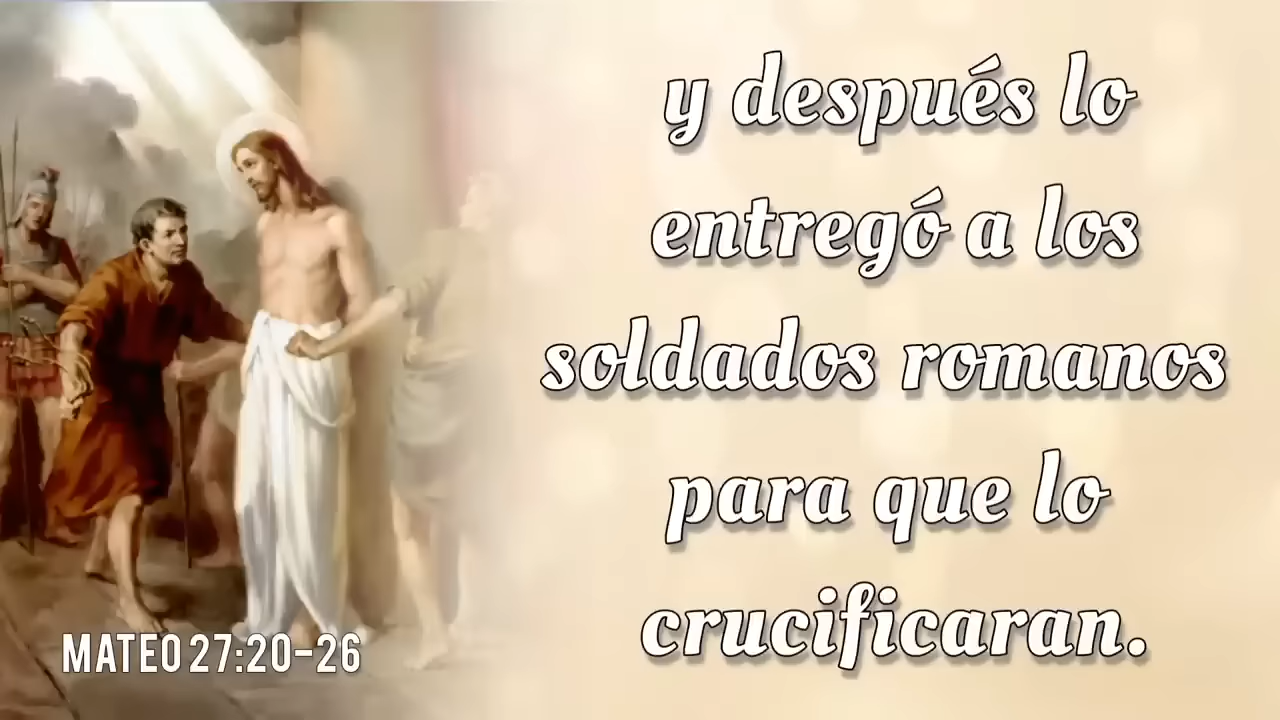 y después lo
entregó a los
soldados romanos
para que lo
crucificaran.
MATEO 27:20-26